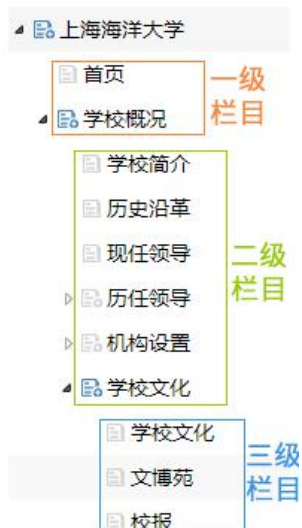 上海海洋大学
首页
学校概况
一级
栏目
学校简介
历史沿革
现任领导
历任领导
机构设置
学校文化
二级
栏目
学校文化
文博苑
校报
三级
栏目